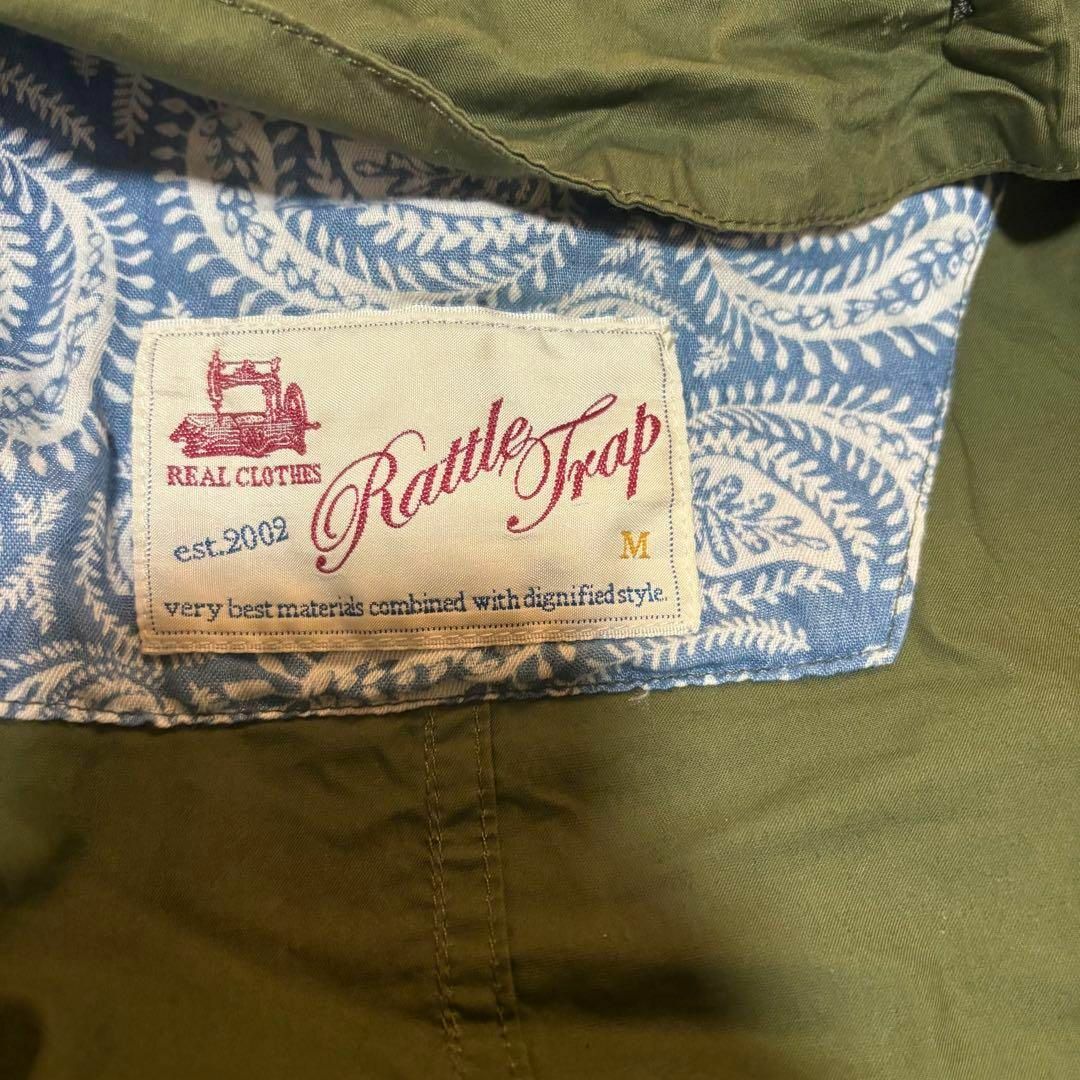 REAL CLOTHES
Rattle Trap
est.2002
M
very best materials combined with dignified style.